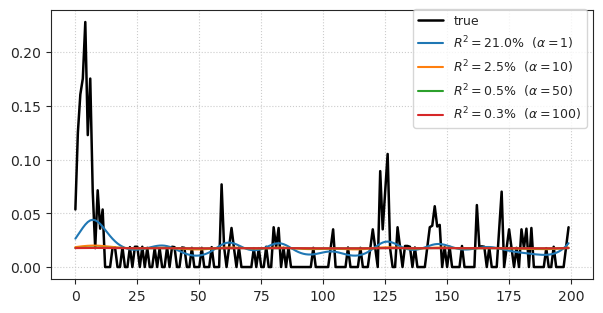 true
R² = 21.0% (α = 1)
R² = 2.5% (α = 10)
R² = 0.5% (α = 50)
R² = 0.3% (α = 100)
0.20
0.15
0.10
0.05
0.00
0 25 50 75 100 125 150 175 200